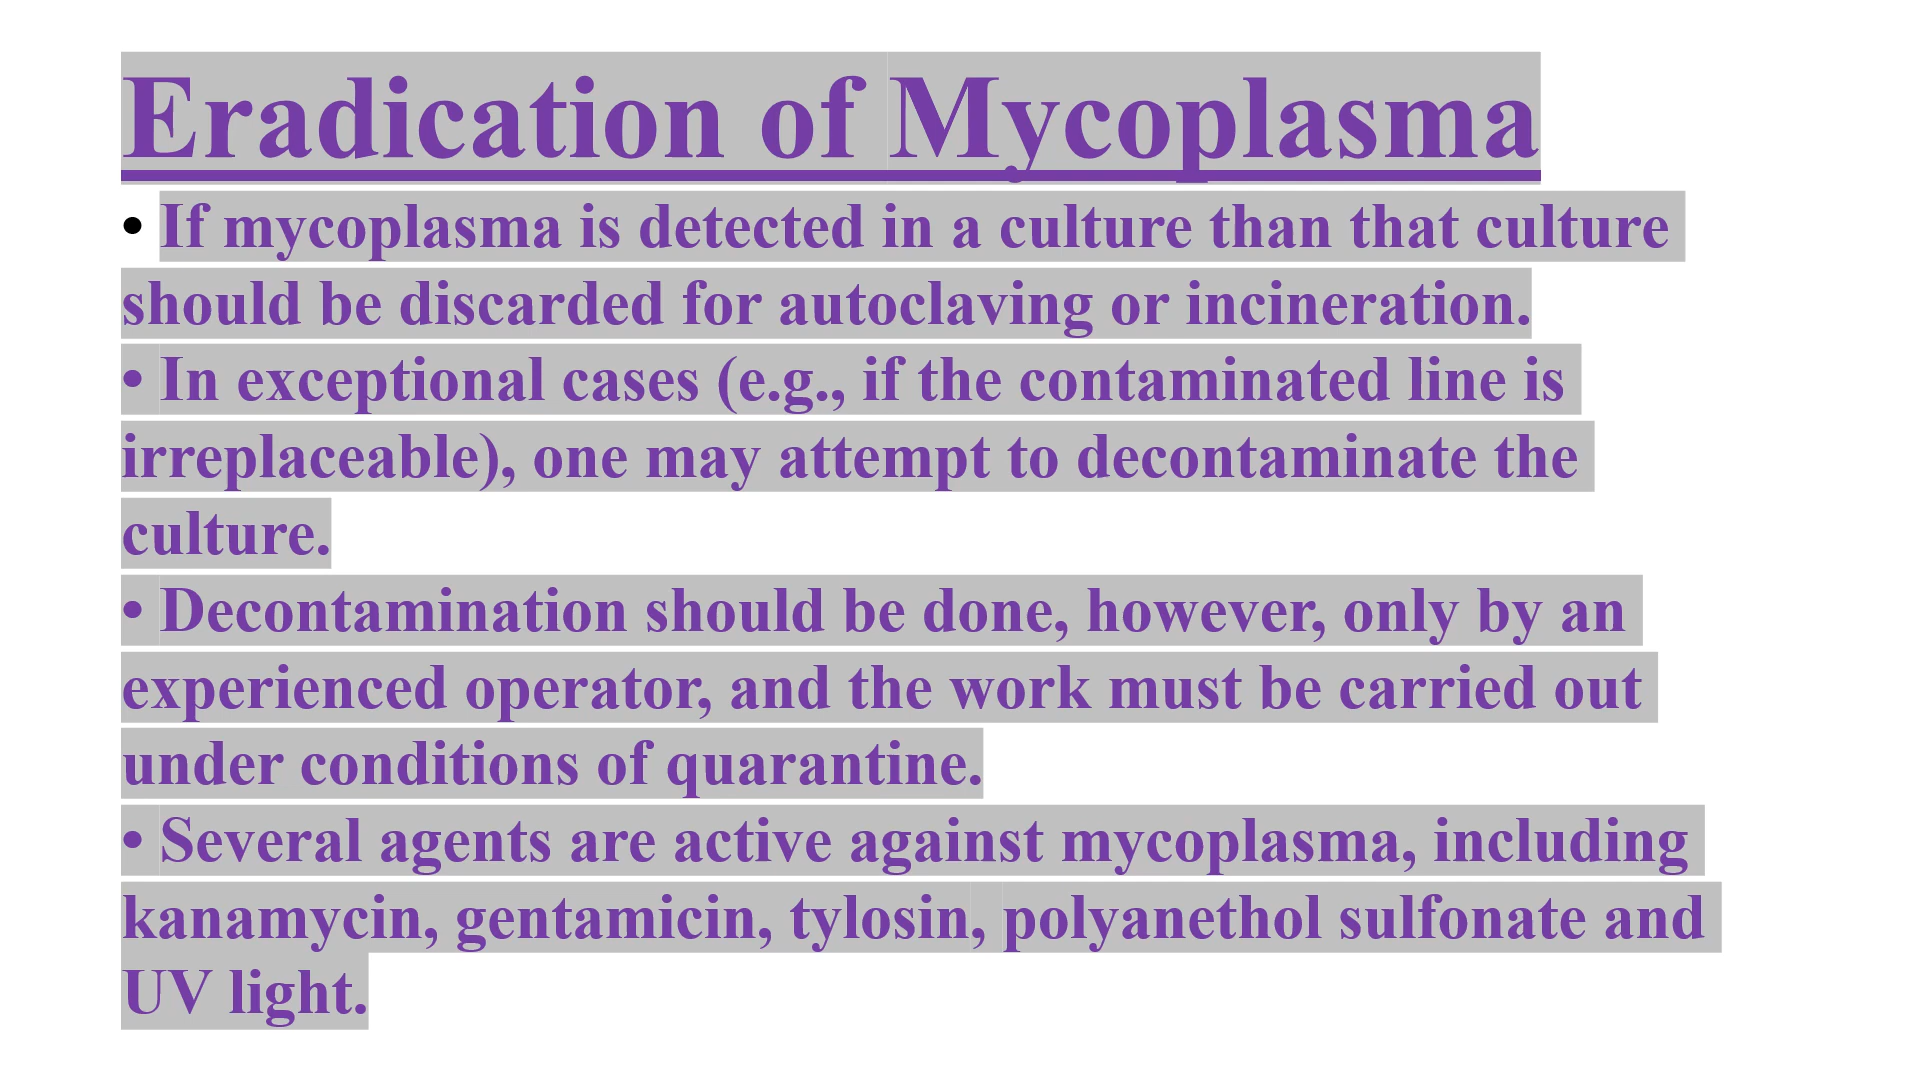 Eradication of Mycoplasma
• If mycoplasma is detected in a culture than that culture
should be discarded for autoclaving or incineration.
• In exceptional cases (e.g., if the contaminated line is
irreplaceable), one may attempt to decontaminate the
culture.
• Decontamination should be done, however, only by an
experienced operator, and the work must be carried out
under conditions of quarantine.
• Several agents are active against mycoplasma, including
kanamycin, gentamicin, tylosin, polyanethol sulfonate and
UV light.